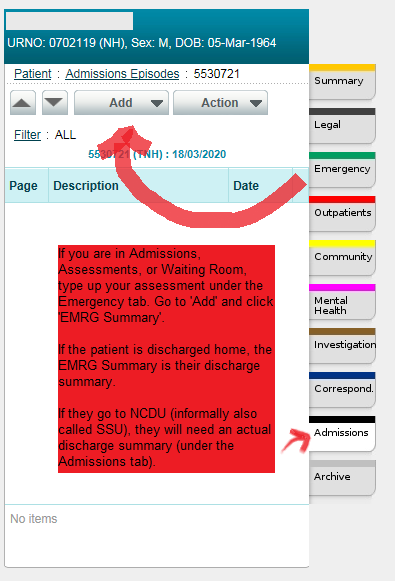 URNO: 0702119 (NH), Sex: M, DOB: 05-Mar-1964
Patient : Admissions Episodes : 5530721
Add
Action
Filter : ALL
5530721 (TNH) : 18/03/2020
Page Description Date
If you are in Admissions,
Assessments, or Waiting Room,
type up your assessment under the
Emergency tab. Go to 'Add' and click
'EMRG Summary'.
If the patient is discharged home, the
EMRG Summary is their discharge
summary.
If they go to NCDU (informally also
called SSU), they will need an actual
discharge summary (under the
Admissions tab).
No items
Summary
Legal
Emergency
Outpatients
Community
Mental
Health
Investigation
Correspond.
Admissions
Archive